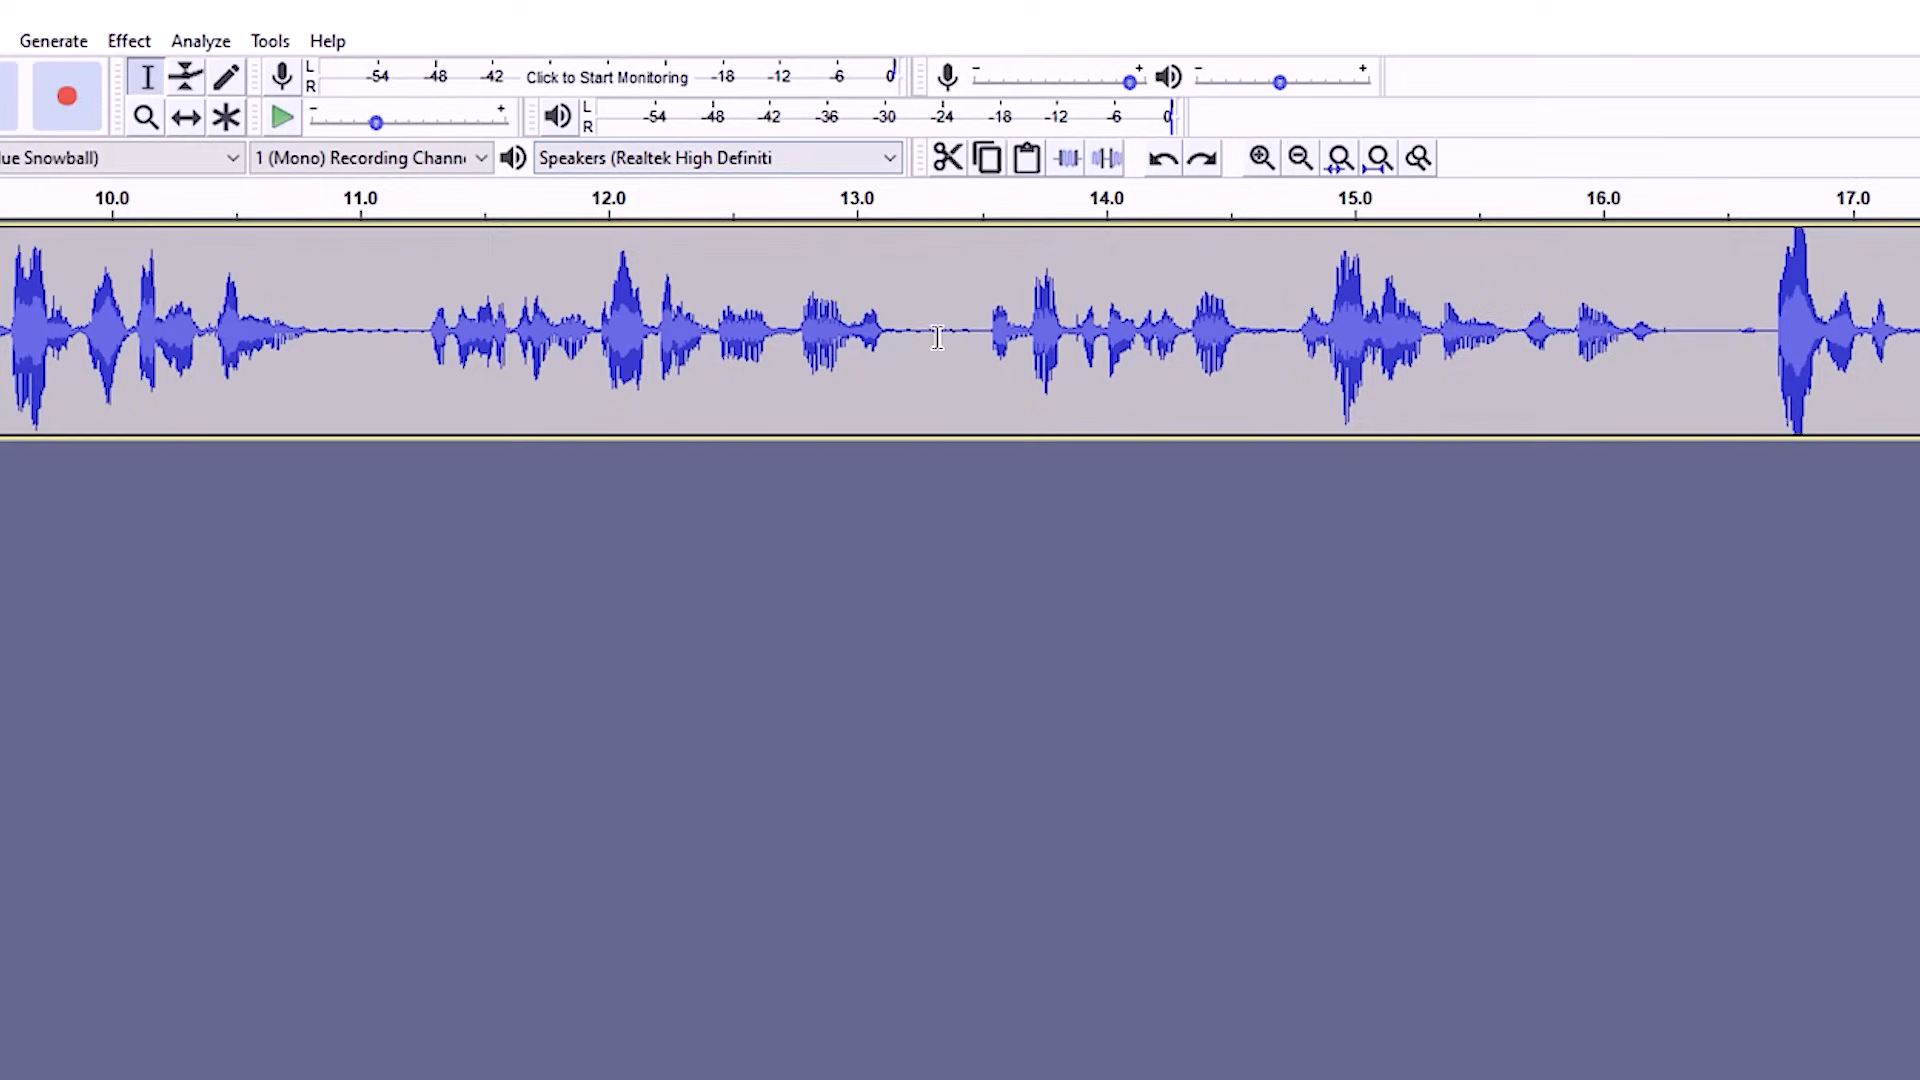 Generate Effect Analyze Tools Help
L R -54 -48 -42 Click to Start Monitoring -18 -12 -6 0 - + - +
- + L R -54 -48 -42 -36 -30 -24 -18 -12 -6 0
lue Snowball) 1 (Mono) Recording Chann Speakers (Realtek High Definiti
10.0 11.0 12.0 13.0 14.0 15.0 16.0 17.0